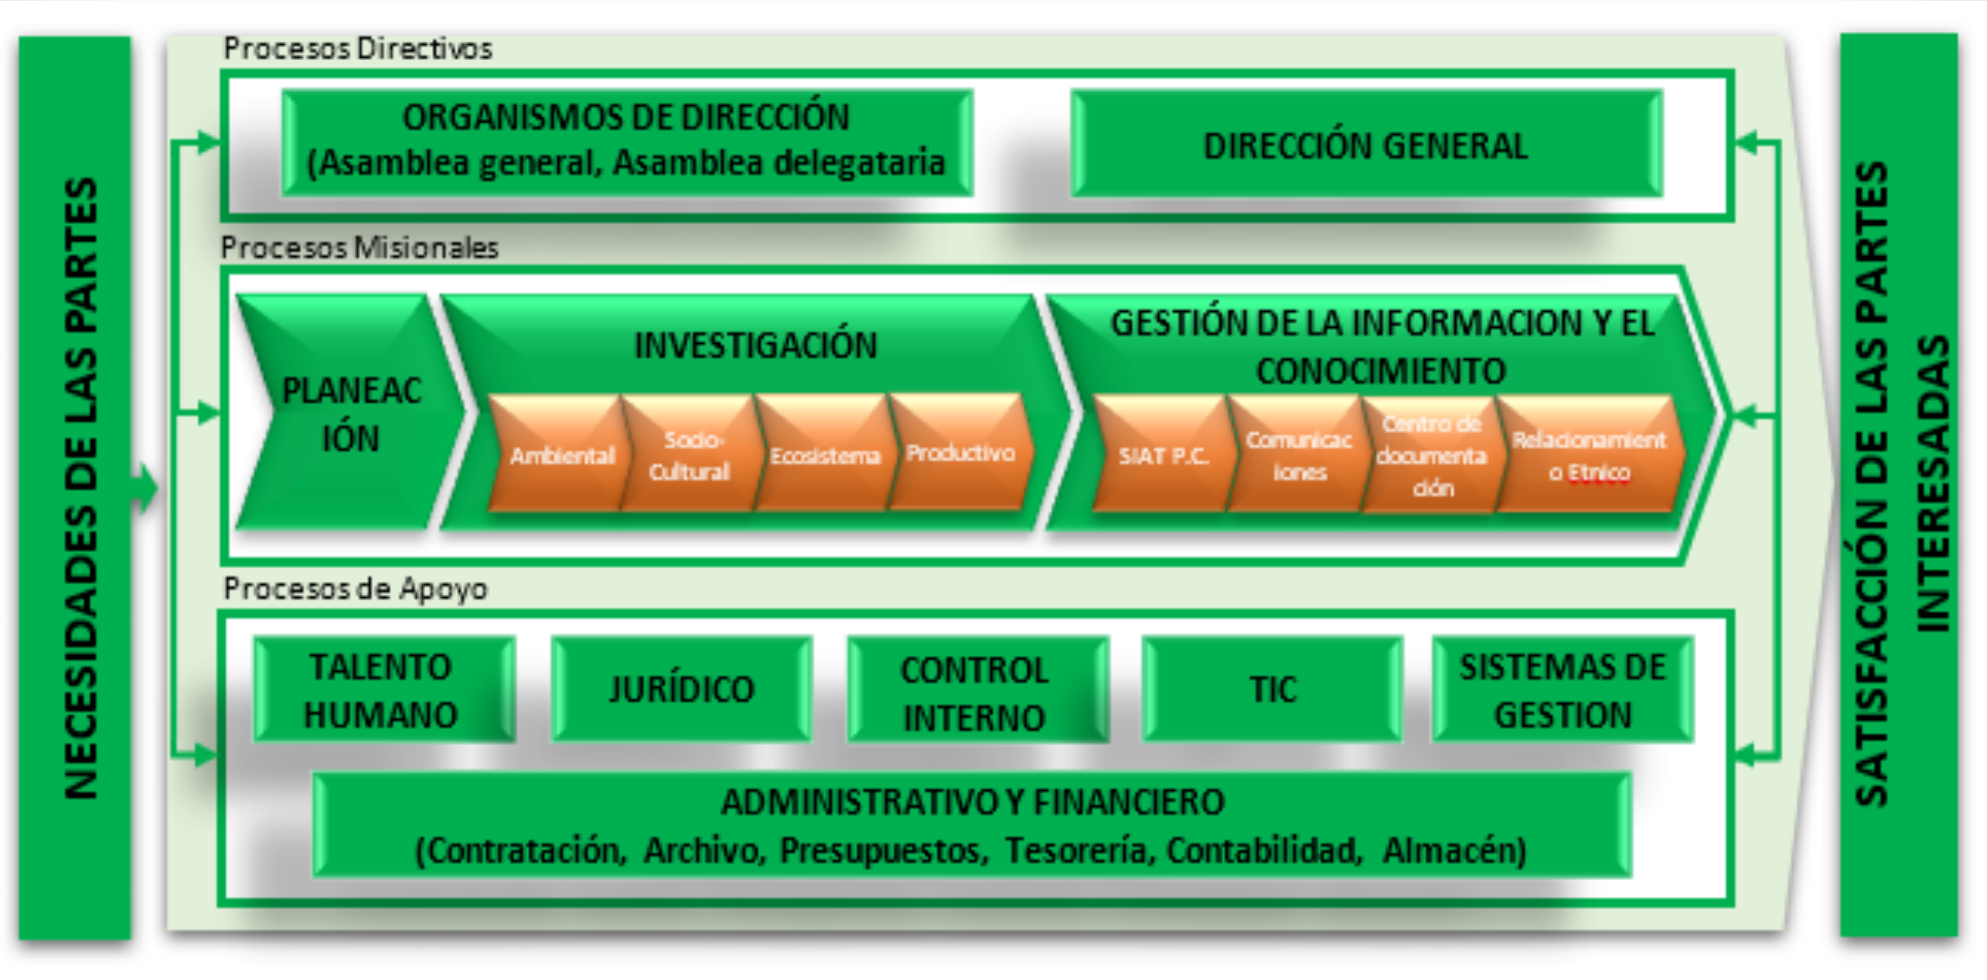 NECESIDADES DE LAS PARTES
Procesos Directivos
ORGANISMOS DE DIRECCIÓN
(Asamblea general, Asamblea delegataria
DIRECCIÓN GENERAL
Procesos Misionales
PLANEAC
IÓN
INVESTIGACIÓN
Ambiental
Socio-
Cultural
Ecosistema
Productivo
GESTIÓN DE LA INFORMACION Y EL
CONOCIMIENTO
SIAT P.C.
Comunicac
iones
Centro de
documenta
ción
Relacionamient
o Etnico
Procesos de Apoyo
TALENTO
HUMANO
JURÍDICO
CONTROL
INTERNO
TIC
SISTEMAS DE
GESTION
ADMINISTRATIVO Y FINANCIERO
(Contratación, Archivo, Presupuestos, Tesorería, Contabilidad, Almacén)
SATISFACCIÓN DE LAS PARTES
INTERESADAS